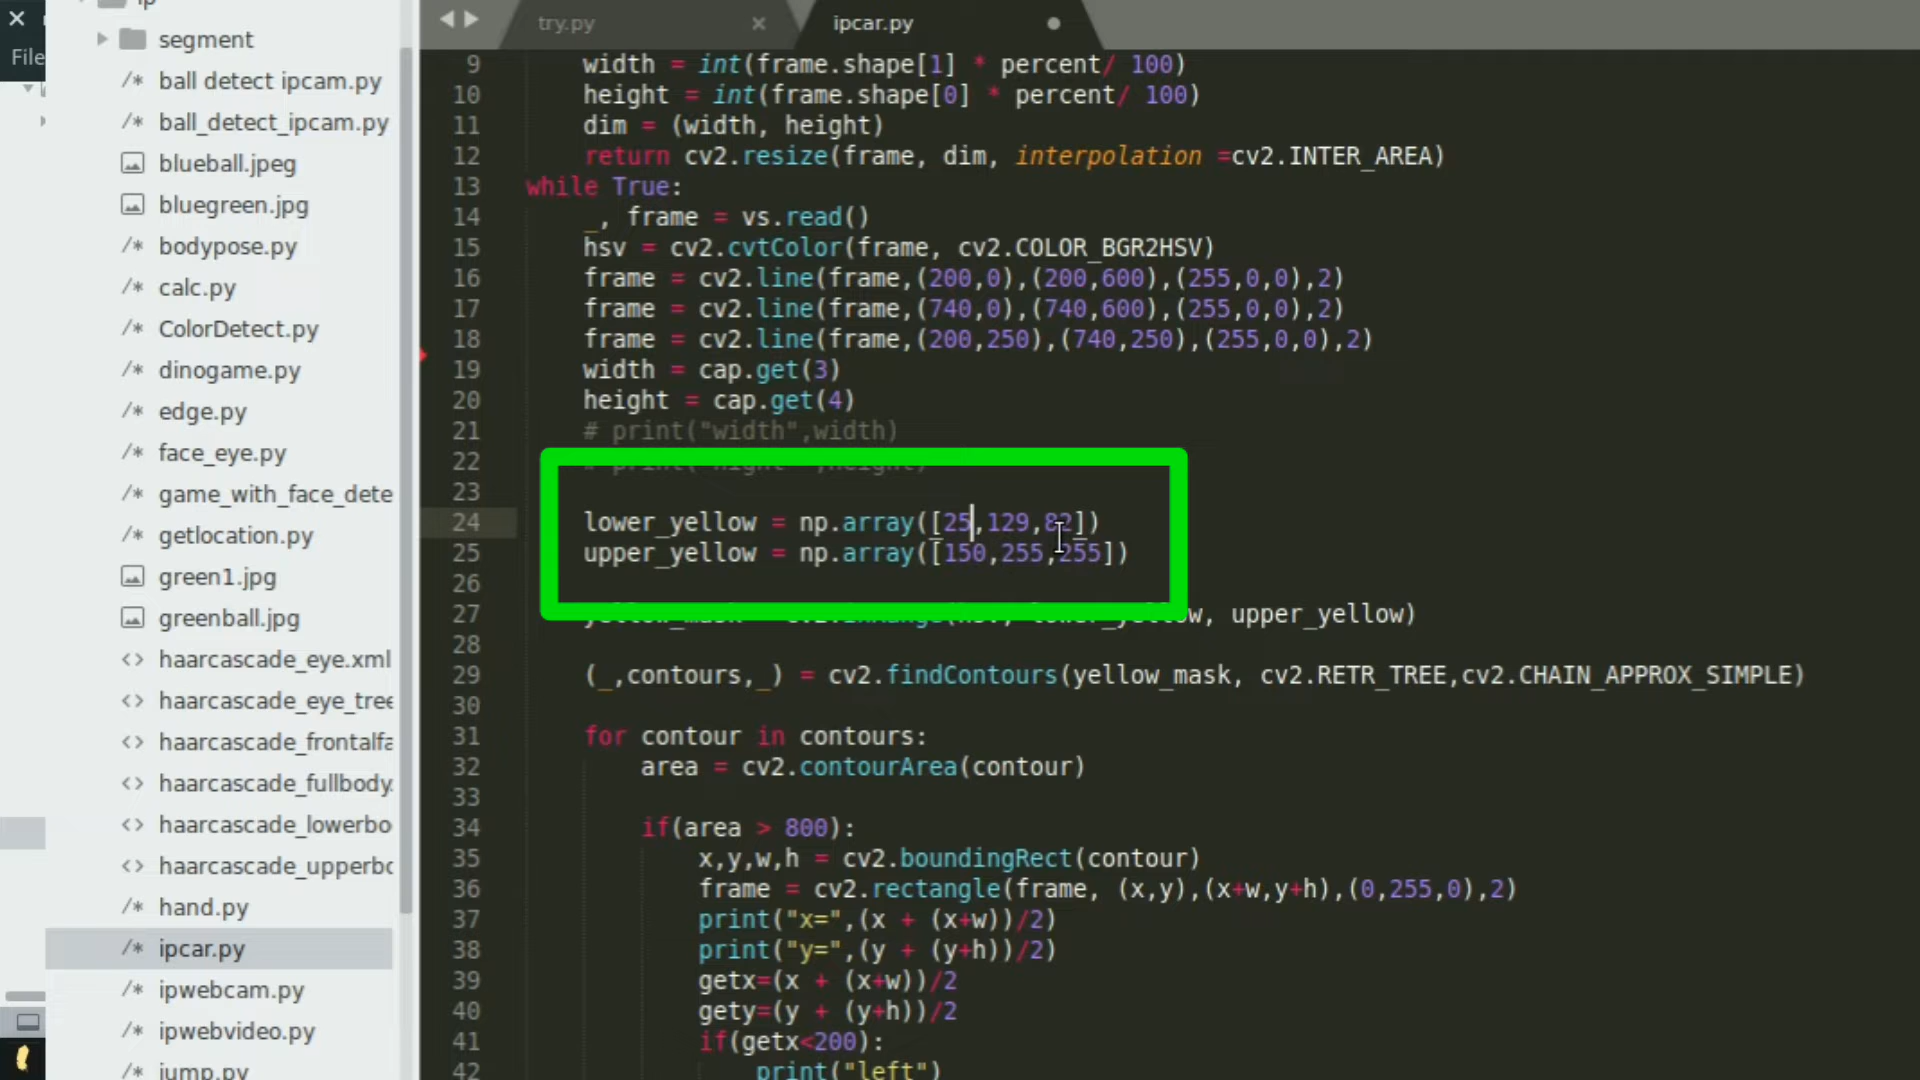 File
ip
segment
/* ball detect ipcam.py
/* ball_detect_ipcam.py
blueball.jpeg
bluegreen.jpg
/* bodypose.py
/* calc.py
/* ColorDetect.py
/* dinogame.py
/* edge.py
/* face_eye.py
/* game_with_face_dete
/* getlocation.py
green1.jpg
greenball.jpg
<> haarcascade_eye.xml
<> haarcascade_eye_tree
<> haarcascade_frontalfa
<> haarcascade_fullbody.
<> haarcascade_lowerbo
<> haarcascade_upperbo
/* hand.py
/* ipcar.py
/* ipwebcam.py
/* ipwebvideo.py
/* jump.py
try.py
ipcar.py
9 width = int(frame.shape[1] * percent/ 100)
10 height = int(frame.shape[0] * percent/ 100)
11 dim = (width, height)
12 return cv2.resize(frame, dim, interpolation =cv2.INTER_AREA)
13 while True:
14 _, frame = vs.read()
15 hsv = cv2.cvtColor(frame, cv2.COLOR_BGR2HSV)
16 frame = cv2.line(frame,(200,0),(200,600),(255,0,0),2)
17 frame = cv2.line(frame,(740,0),(740,600),(255,0,0),2)
18 frame = cv2.line(frame,(200,250),(740,250),(255,0,0),2)
19 width = cap.get(3)
20 height = cap.get(4)
21 # print("width",width)
22 # print(
23
24 lower_yellow = np.array([25,129,82])
25 upper_yellow = np.array([150,255,255])
26
27 yellow_mask = cv2.inRange(hsv, lower_yellow, upper_yellow)
28
29 (_,contours,_) = cv2.findContours(yellow_mask, cv2.RETR_TREE,cv2.CHAIN_APPROX_SIMPLE)
30
31 for contour in contours:
32 area = cv2.contourArea(contour)
33
34 if(area > 800):
35 x,y,w,h = cv2.boundingRect(contour)
36 frame = cv2.rectangle(frame, (x,y),(x+w,y+h),(0,255,0),2)
37 print("x=",(x + (x+w))/2)
38 print("y=",(y + (y+h))/2)
39 getx=(x + (x+w))/2
40 gety=(y + (y+h))/2
41 if(getx<200):
42 print("left")